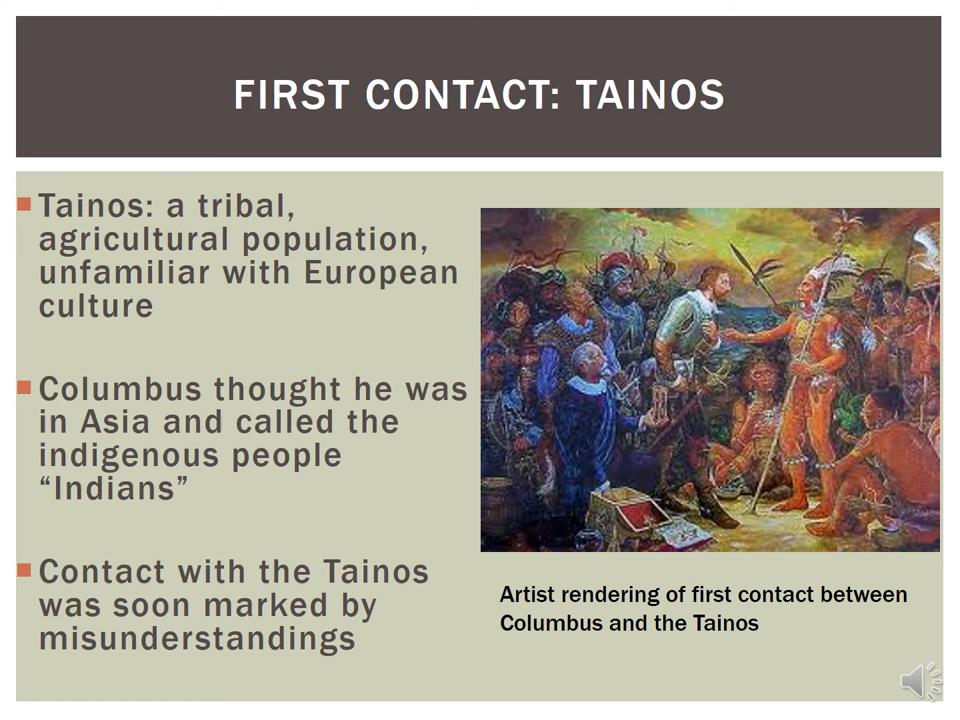 FIRST CONTACT: TAINOS
Tainos: a tribal,
agricultural population,
unfamiliar with European
culture
Columbus thought he was
in Asia and called the
indigenous people
“Indians”
Contact with the Tainos
was soon marked by
misunderstandings
Artist rendering of first contact between
Columbus and the Tainos